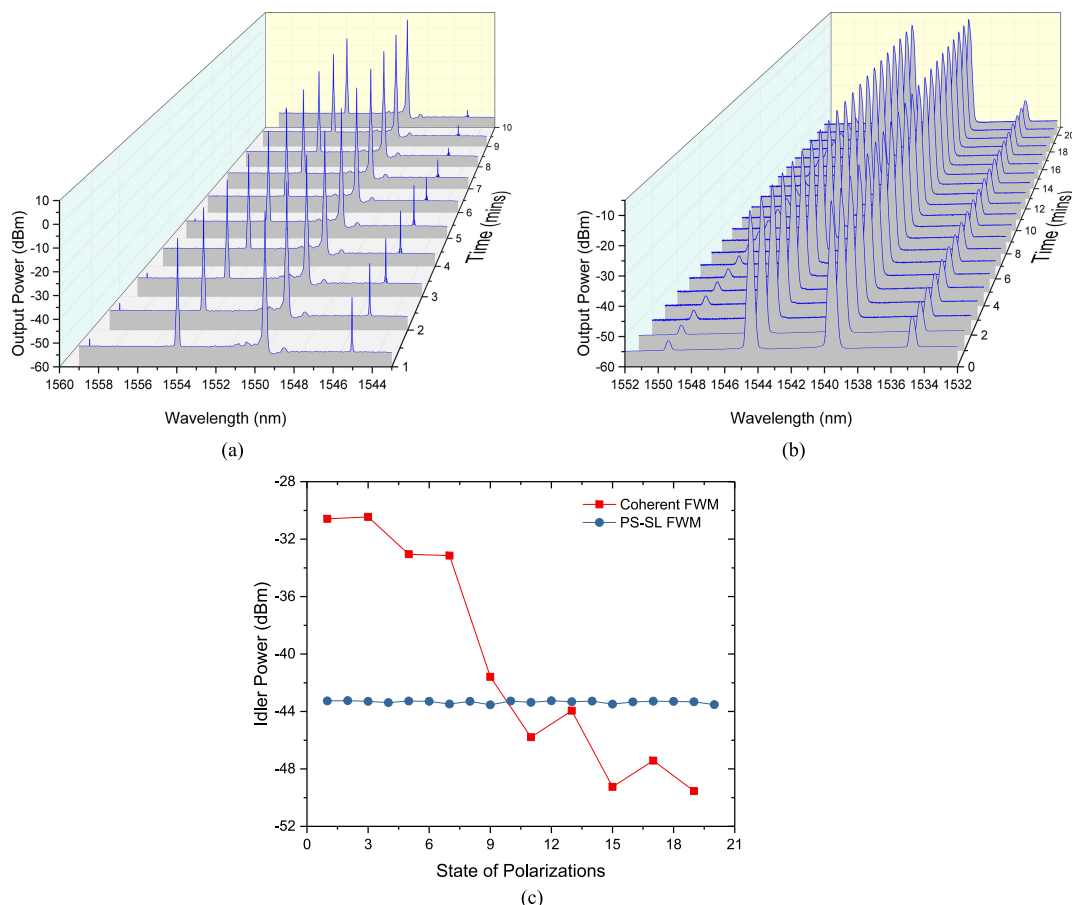 10
0
-10
-20
-30
-40
-50
-60
Output Power (dBm)
1560 1558 1556 1554 1552 1550 1548 1546 1544
Wavelength (nm)
1
2
3
4
5
6
7
8
9
10
Time (mins)
(a)
-10
-20
-30
-40
-50
-60
Output Power (dBm)
1552 1550 1548 1546 1544 1542 1540 1538 1536 1534 1532
Wavelength (nm)
0
2
4
6
8
10
12
14
16
18
20
Time (mins)
(b)
-28
-32
-36
-40
-44
-48
-52
Idler Power (dBm)
Coherent FWM
PS-SL FWM
0 3 6 9 12 15 18 21
State of Polarizations
(c)